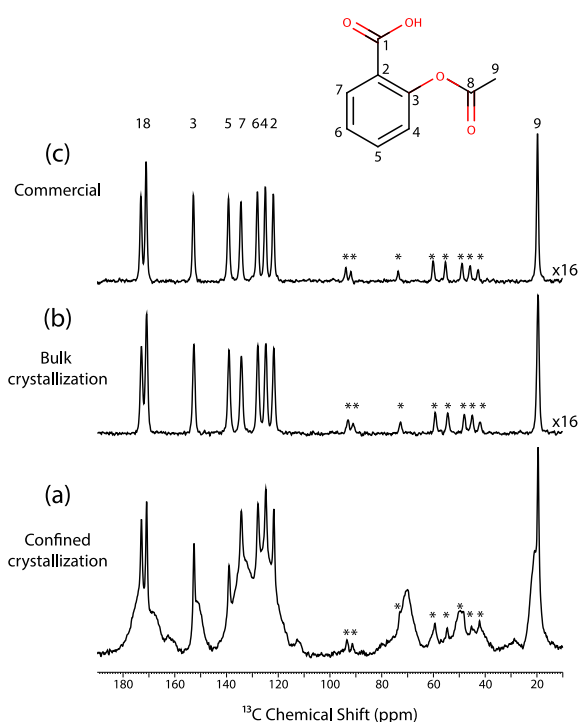 O
OH
1
2
3
4
5
6
7
O
8
9
O
18 3 5 7 64 2 9
(c)
Commercial
** * * * * * *
x16
(b)
Bulk
crystallization
** * * * * * *
x16
(a)
Confined
crystallization
** * * * * * *
190 160 140 120 100 80 60 40 20
¹³C Chemical Shift (ppm)